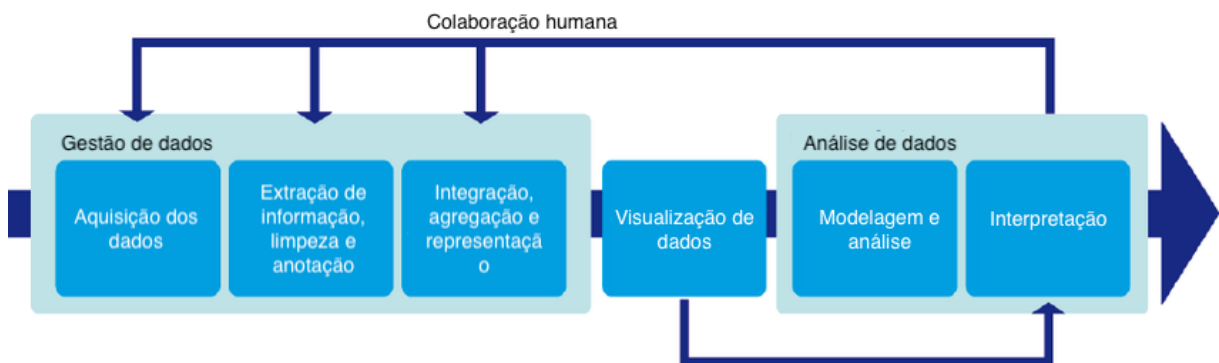 Colaboração humana
Gestão de dados
Aquisição dos
dados
Extração de
informação,
limpeza e
anotação
Integração,
agregação e
representaçã
o
Visualização de
dados
Análise de dados
Modelagem e
análise
Interpretação